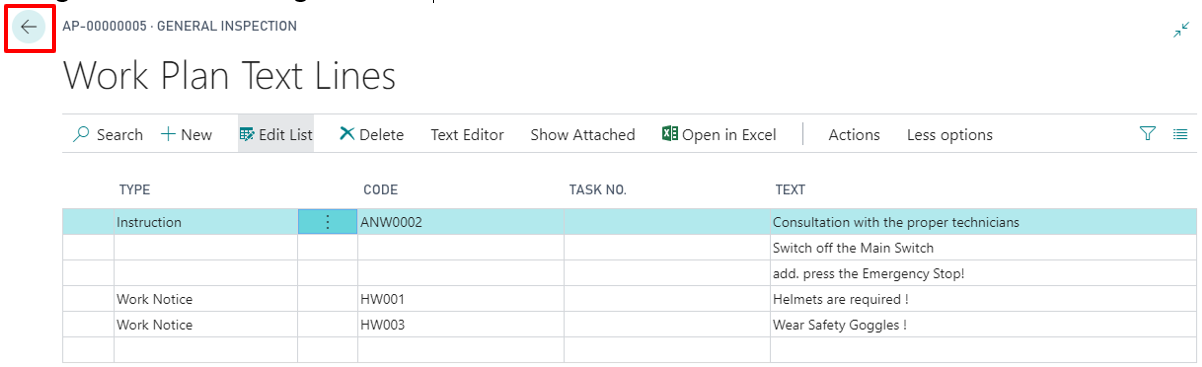 AP-00000005 · GENERAL INSPECTION
Work Plan Text Lines
Search New Edit List Delete Text Editor Show Attached Open in Excel Actions Less options
TYPE CODE TASK NO. TEXT
Instruction ANW0002 Consultation with the proper technicians
Switch off the Main Switch
add. press the Emergency Stop!
Work Notice HW001 Helmets are required !
Work Notice HW003 Wear Safety Goggles !